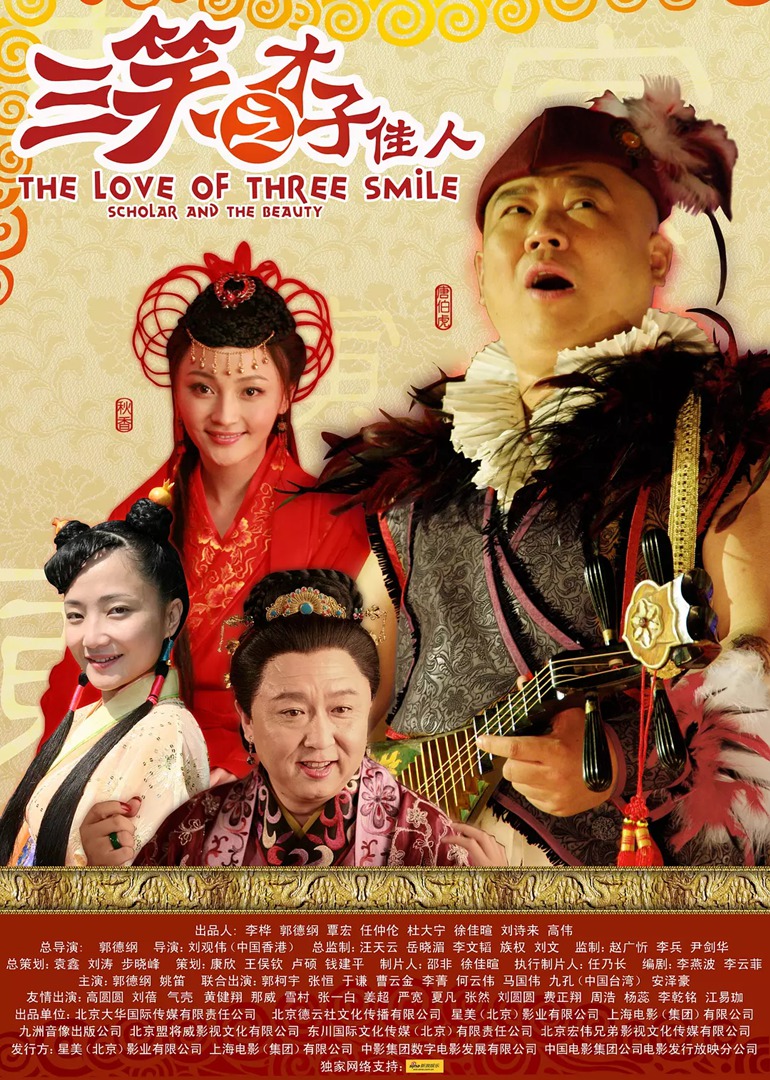 三笑之才子佳人
THE LOVE OF THREE SMILE
SCHOLAR AND THE BEAUTY
唐伯虎
秋香
出品人: 李桦 郭德纲 覃宏 任仲伦 杜大宁 徐佳暄 刘诗来 高伟
总导演: 郭德纲 导演: 刘观伟(中国香港) 总监制: 汪天云 岳晓湄 李文韬 族权 刘文 监制: 赵广忻 李兵 尹剑华
总策划: 袁鑫 刘涛 步晓峰 策划: 康欣 王俣钦 卢硕 钱建平 制片人: 邵非 徐佳暄 执行制片人: 任乃长 编剧: 李燕波 李云菲
主演: 郭德纲 姚笛 联合出演: 郭柯宇 张恒 于谦 曹云金 李菁 何云伟 马国伟 九孔(中国台湾) 安泽豪
友情出演: 高圆圆 刘蓓 气壳 黄健翔 那威 雪村 张一白 姜超 严宽 夏凡 张然 刘圆圆 费正翔 周浩 杨蕊 李乾铭 江易珈
出品单位: 北京大华国际传媒有限责任公司 北京德云社文化传播有限公司 星美(北京)影业有限公司 上海电影(集团)有限公司
九洲音像出版公司 北京盟将威影视文化有限公司 东川国际文化传媒(北京)有限责任公司 北京宏伟兄弟影视文化传媒有限公司
发行方: 星美(北京)影业有限公司 上海电影(集团)有限公司 中影集团数字电影发展有限公司 中国电影集团公司电影发行放映分公司
独家网络支持: